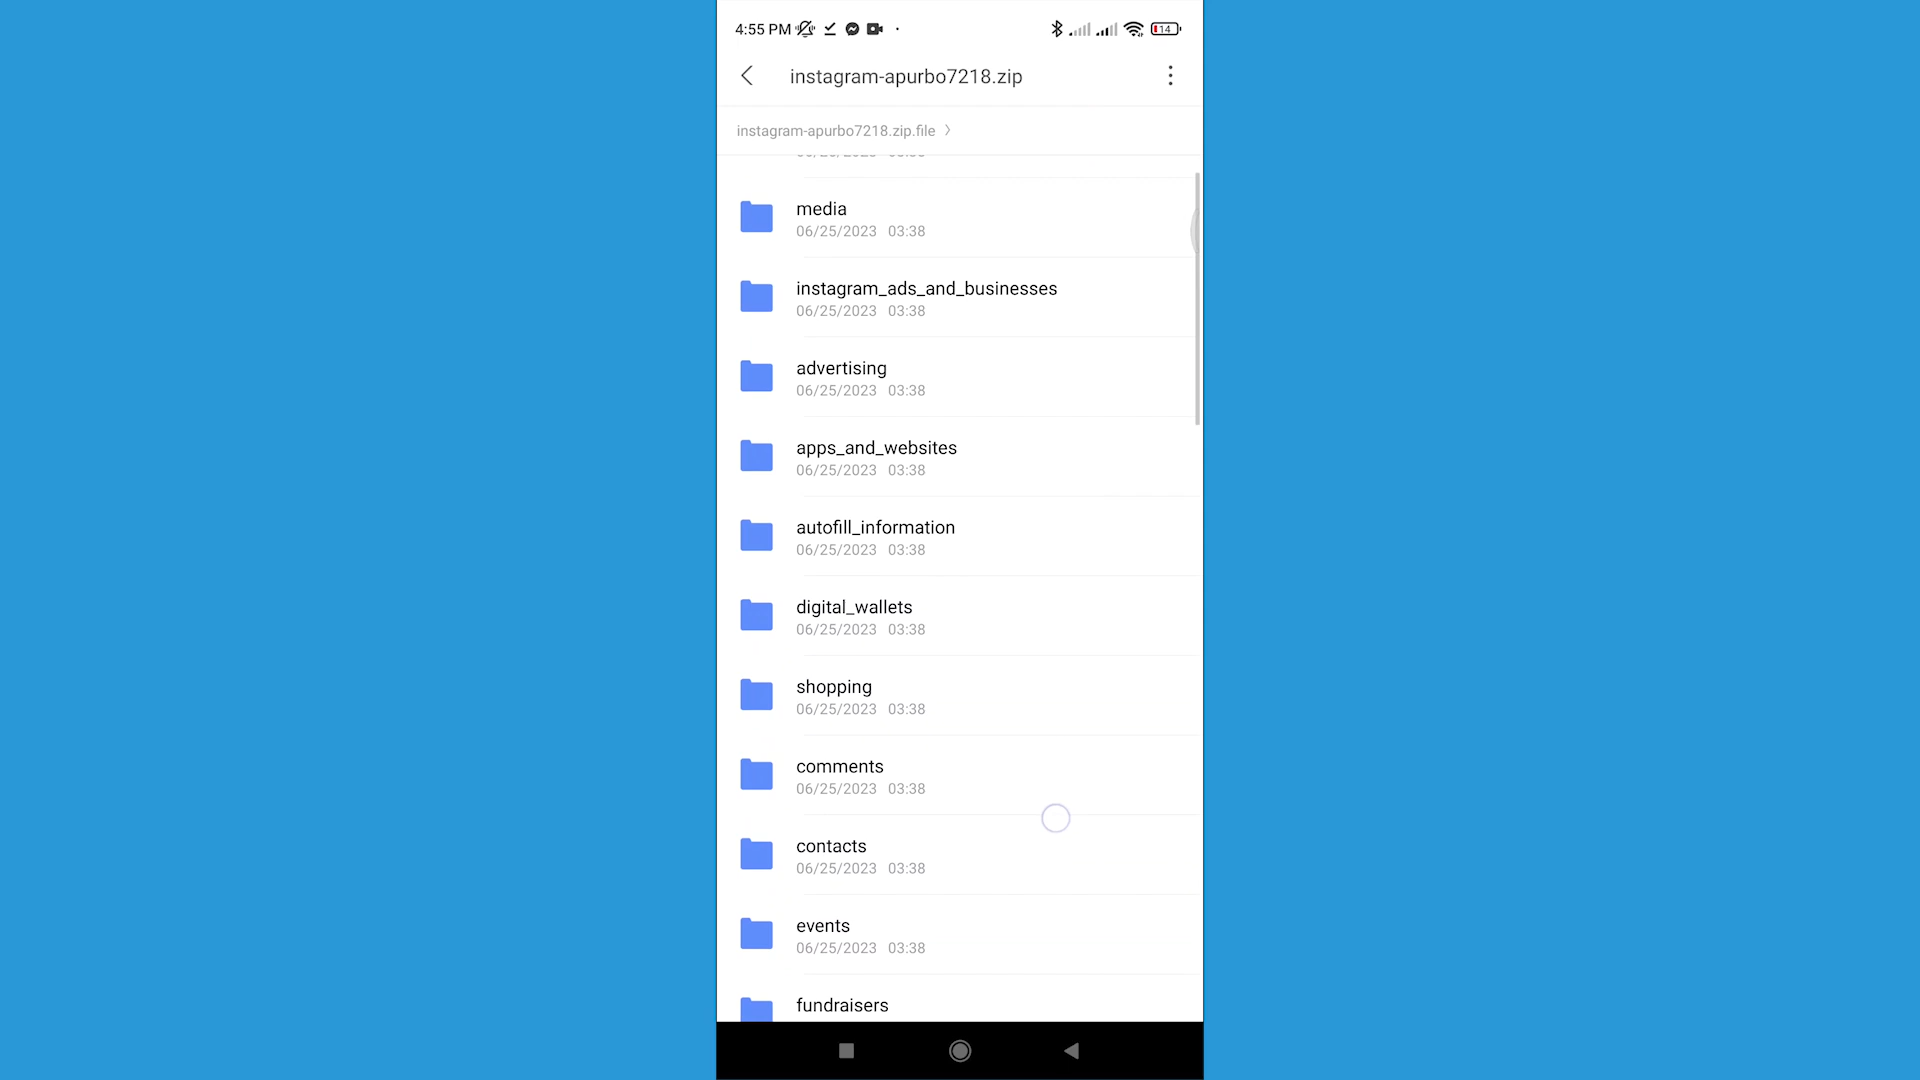 4:55 PM
14
instagram-apurbo7218.zip
instagram-apurbo7218.zip.file
media
06/25/2023 03:38
instagram_ads_and_businesses
06/25/2023 03:38
advertising
06/25/2023 03:38
apps_and_websites
06/25/2023 03:38
autofill_information
06/25/2023 03:38
digital_wallets
06/25/2023 03:38
shopping
06/25/2023 03:38
comments
06/25/2023 03:38
contacts
06/25/2023 03:38
events
06/25/2023 03:38
fundraisers